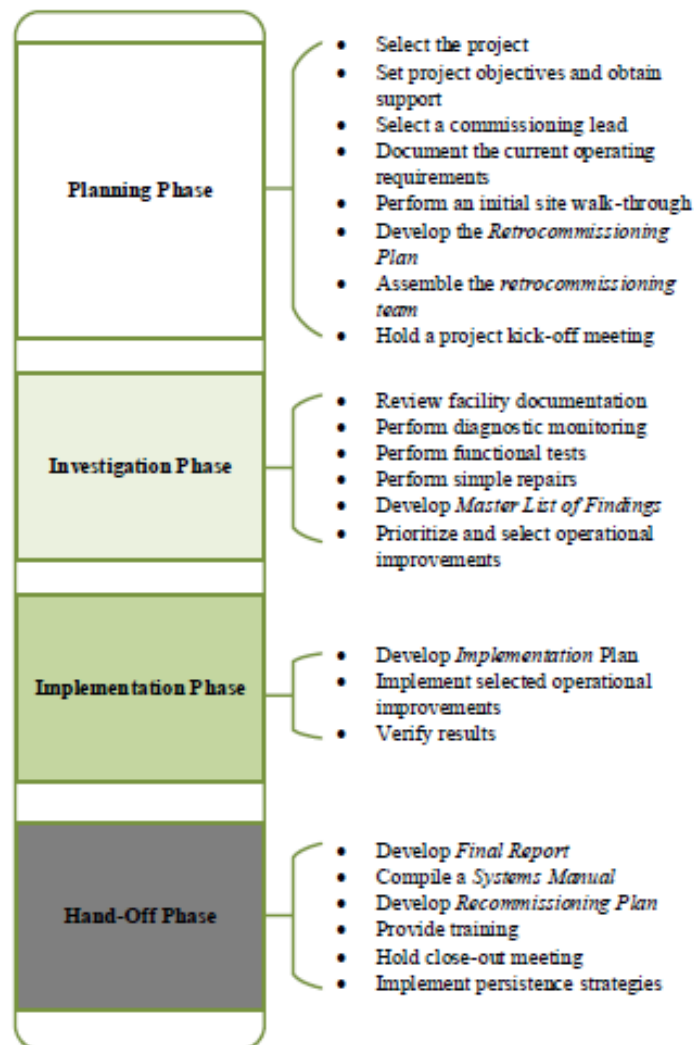 Planning Phase
• Select the project
• Set project objectives and obtain
support
• Select a commissioning lead
• Document the current operating
requirements
• Perform an initial site walk-through
• Develop the Retrocommissioning
Plan
• Assemble the retrocommissioning
team
• Hold a project kick-off meeting
Investigation Phase
• Review facility documentation
• Perform diagnostic monitoring
• Perform functional tests
• Perform simple repairs
• Develop Master List of Findings
• Prioritize and select operational
improvements
Implementation Phase
• Develop Implementation Plan
• Implement selected operational
improvements
• Verify results
Hand-Off Phase
• Develop Final Report
• Compile a Systems Manual
• Develop Recommissioning Plan
• Provide training
• Hold close-out meeting
• Implement persistence strategies